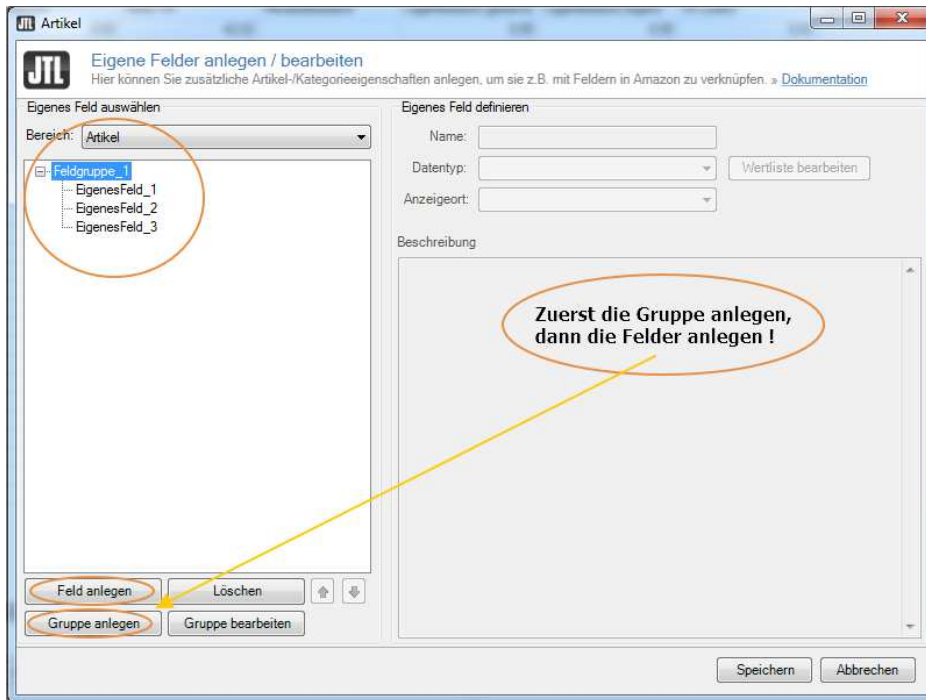 JTL Artikel
JTL
Eigene Felder anlegen / bearbeiten
Hier können Sie zusätzliche Artikel-/Kategorieeigenschaften anlegen, um sie z.B. mit Feldern in Amazon zu verknüpfen. » Dokumentation
Eigenes Feld auswählen
Bereich: Artikel
Feldgruppe_1
EigenesFeld_1
EigenesFeld_2
EigenesFeld_3
Feld anlegen Löschen
Gruppe anlegen Gruppe bearbeiten
Eigenes Feld definieren
Name:
Datentyp: Wertliste bearbeiten
Anzeigeort:
Beschreibung
Zuerst die Gruppe anlegen,
dann die Felder anlegen !
Speichern Abbrechen